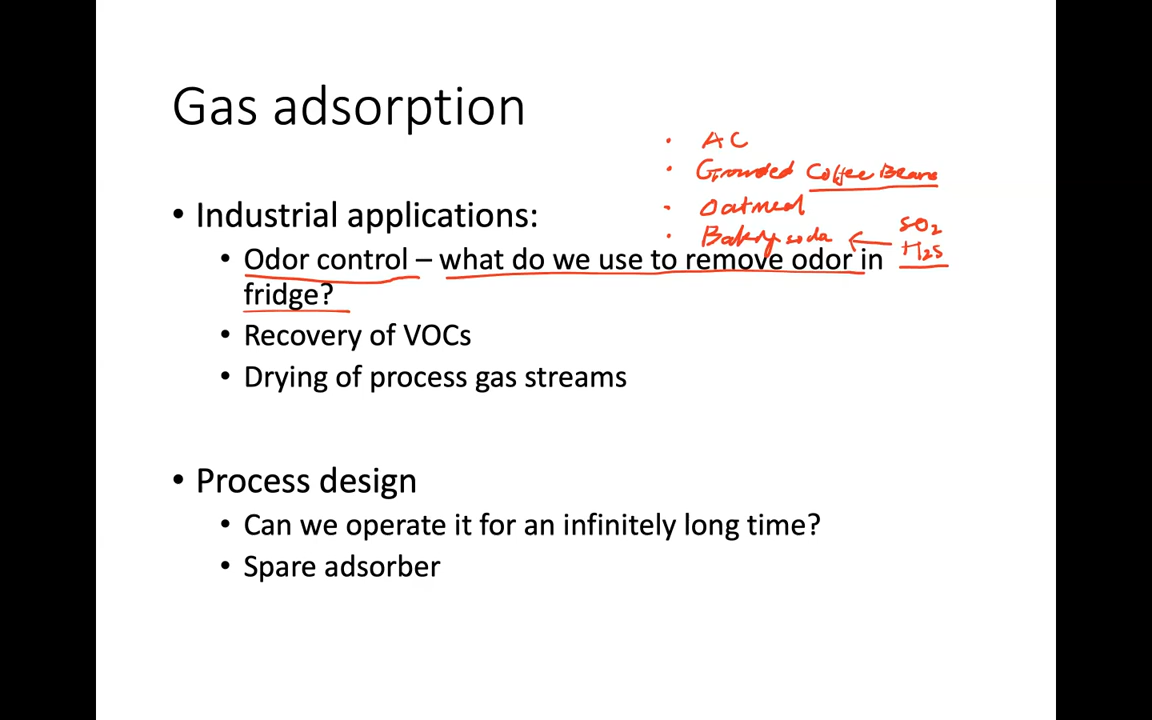 Gas adsorption
• AC
• Grounded Coffee Beans
• Industrial applications:
• Oatmeal
• Baking soda ← SO2
H2S
• Odor control – what do we use to remove odor in
fridge?
• Recovery of VOCs
• Drying of process gas streams
• Process design
• Can we operate it for an infinitely long time?
• Spare adsorber